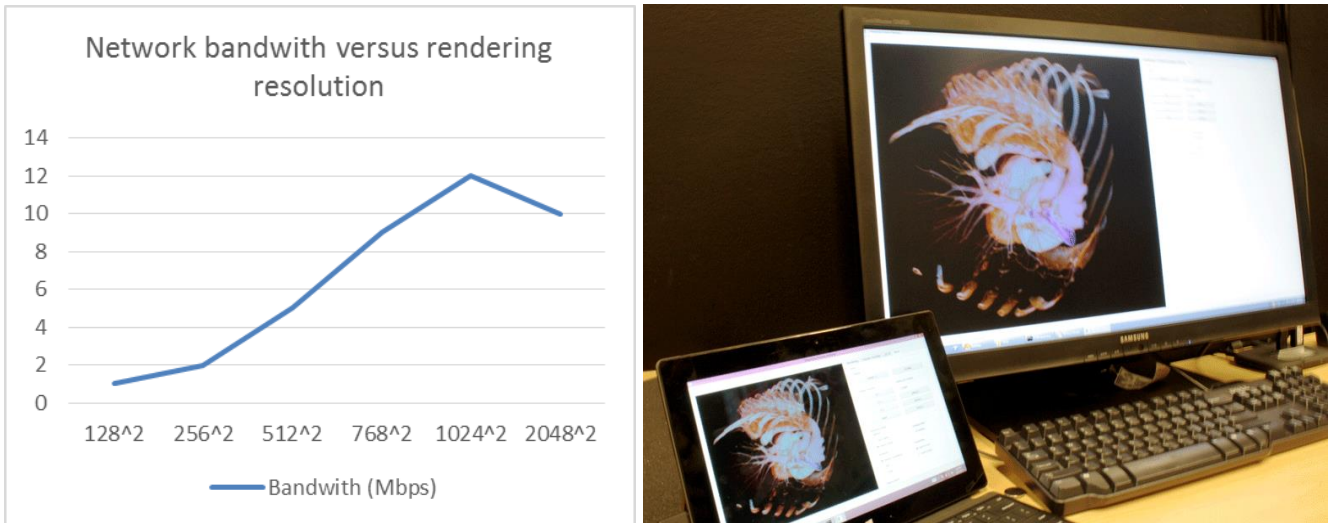 Network bandwith versus rendering
resolution
14
12
10
8
6
4
2
0
128^2 256^2 512^2 768^2 1024^2 2048^2
Bandwith (Mbps)
SAMSUNG